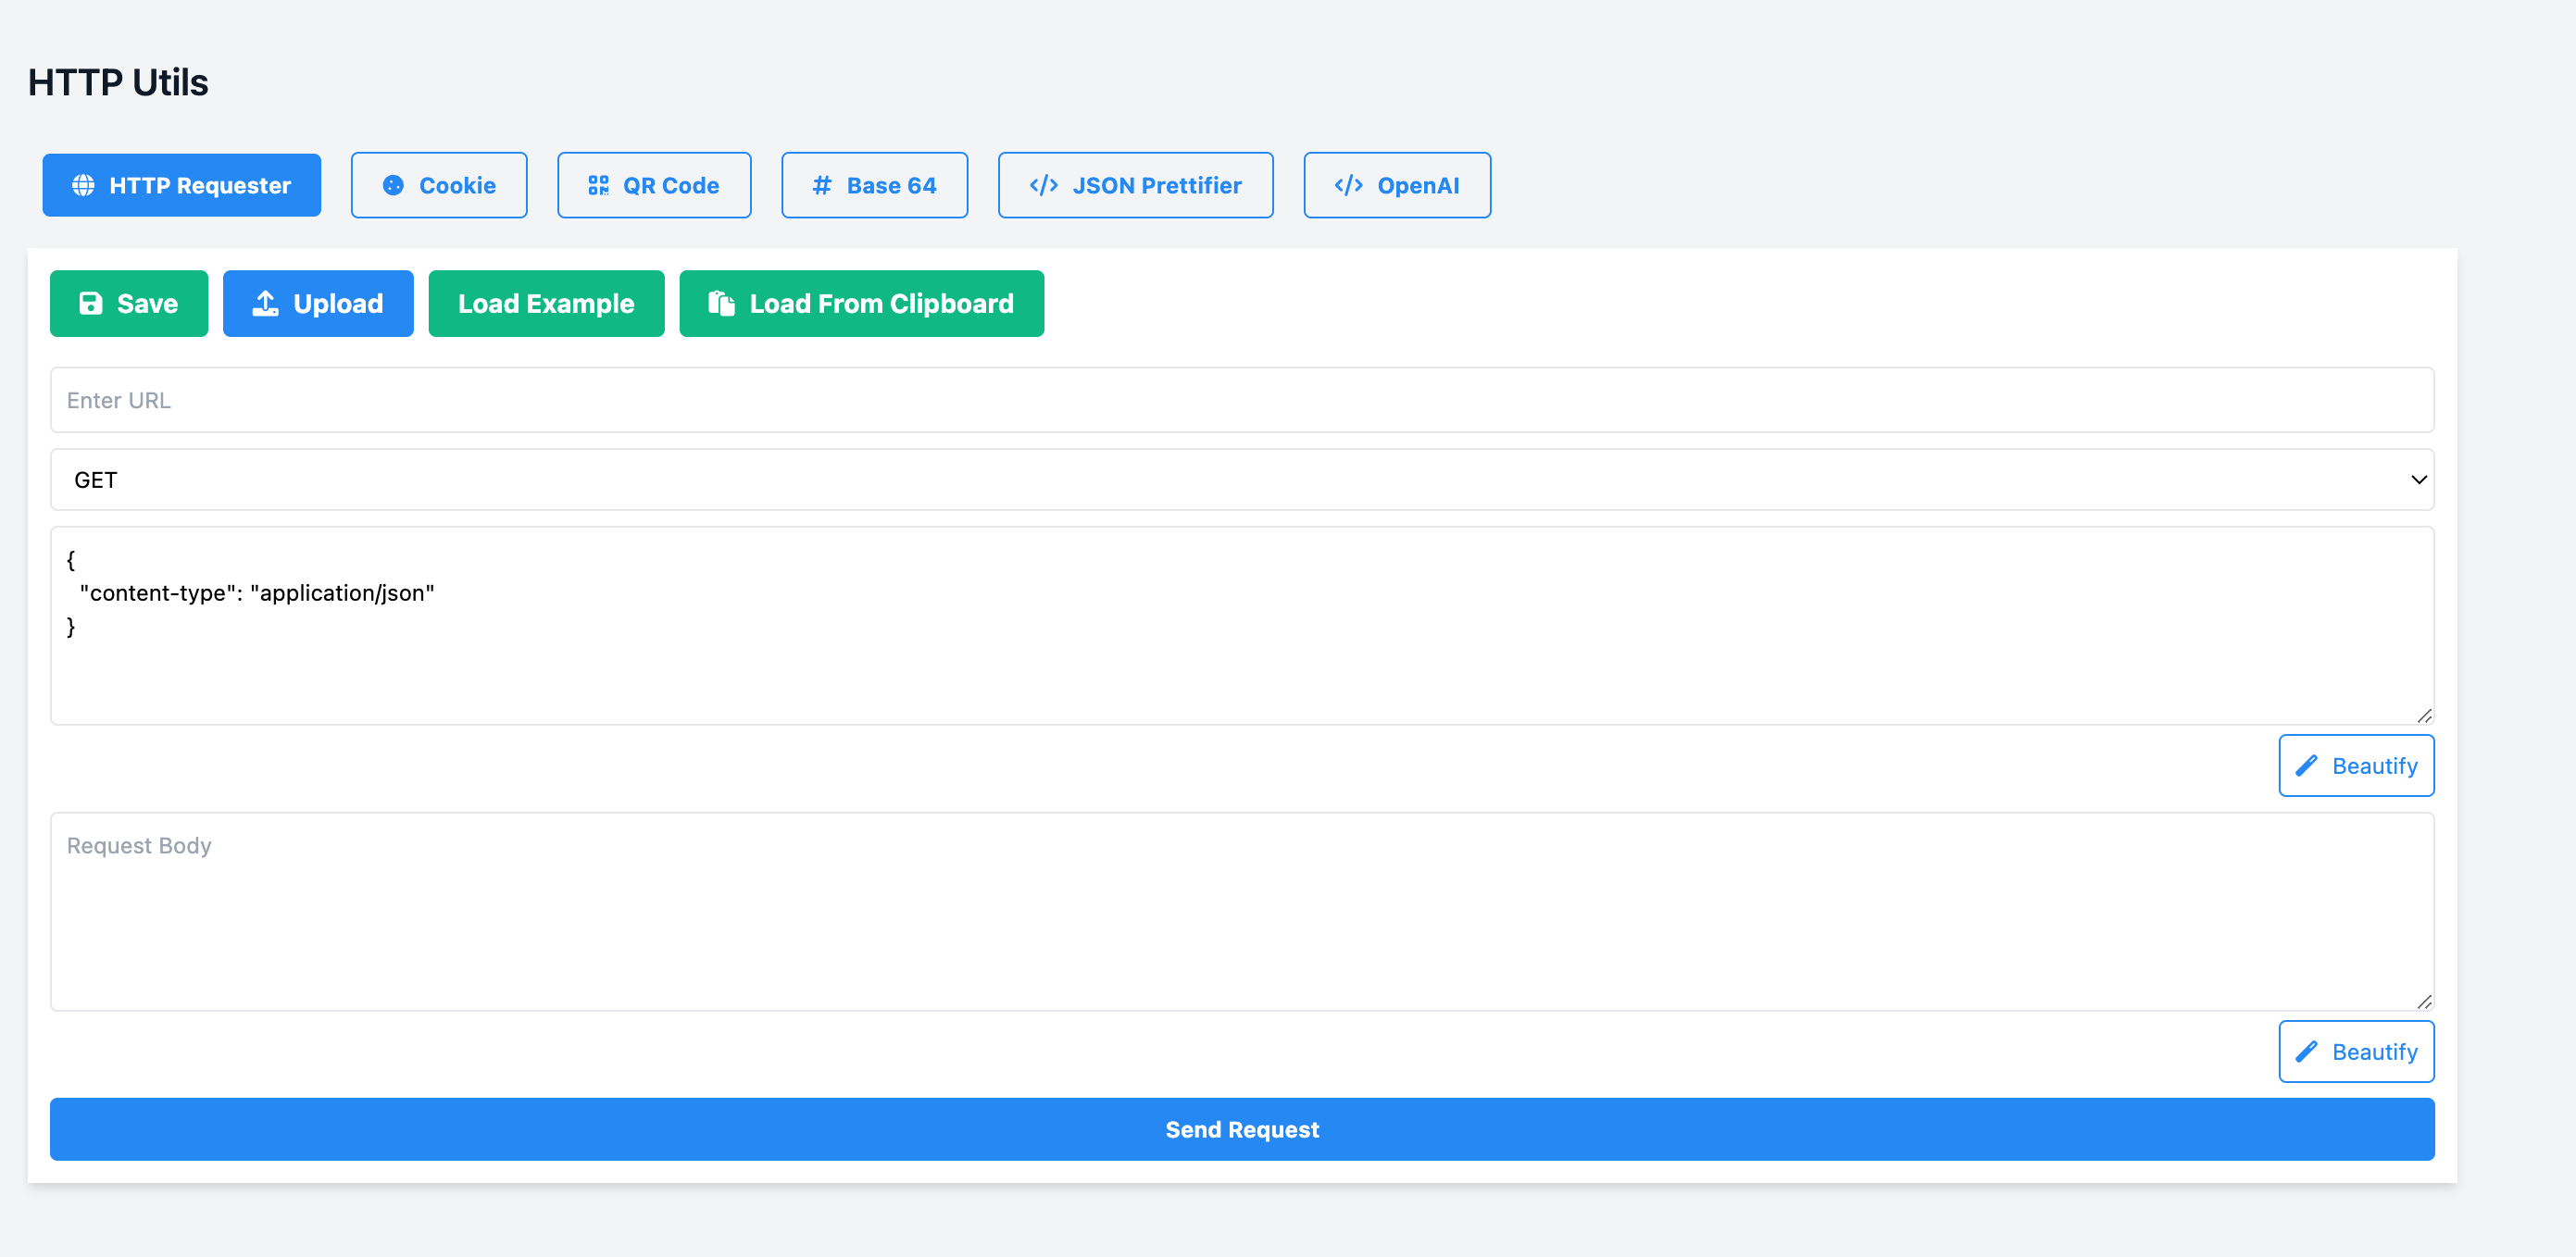 HTTP Utils
HTTP Requester Cookie QR Code # Base 64 </> JSON Prettifier </> OpenAI
Save Upload Load Example Load From Clipboard
Enter URL
GET
{
"content-type": "application/json"
}
Beautify
Request Body
Beautify
Send Request